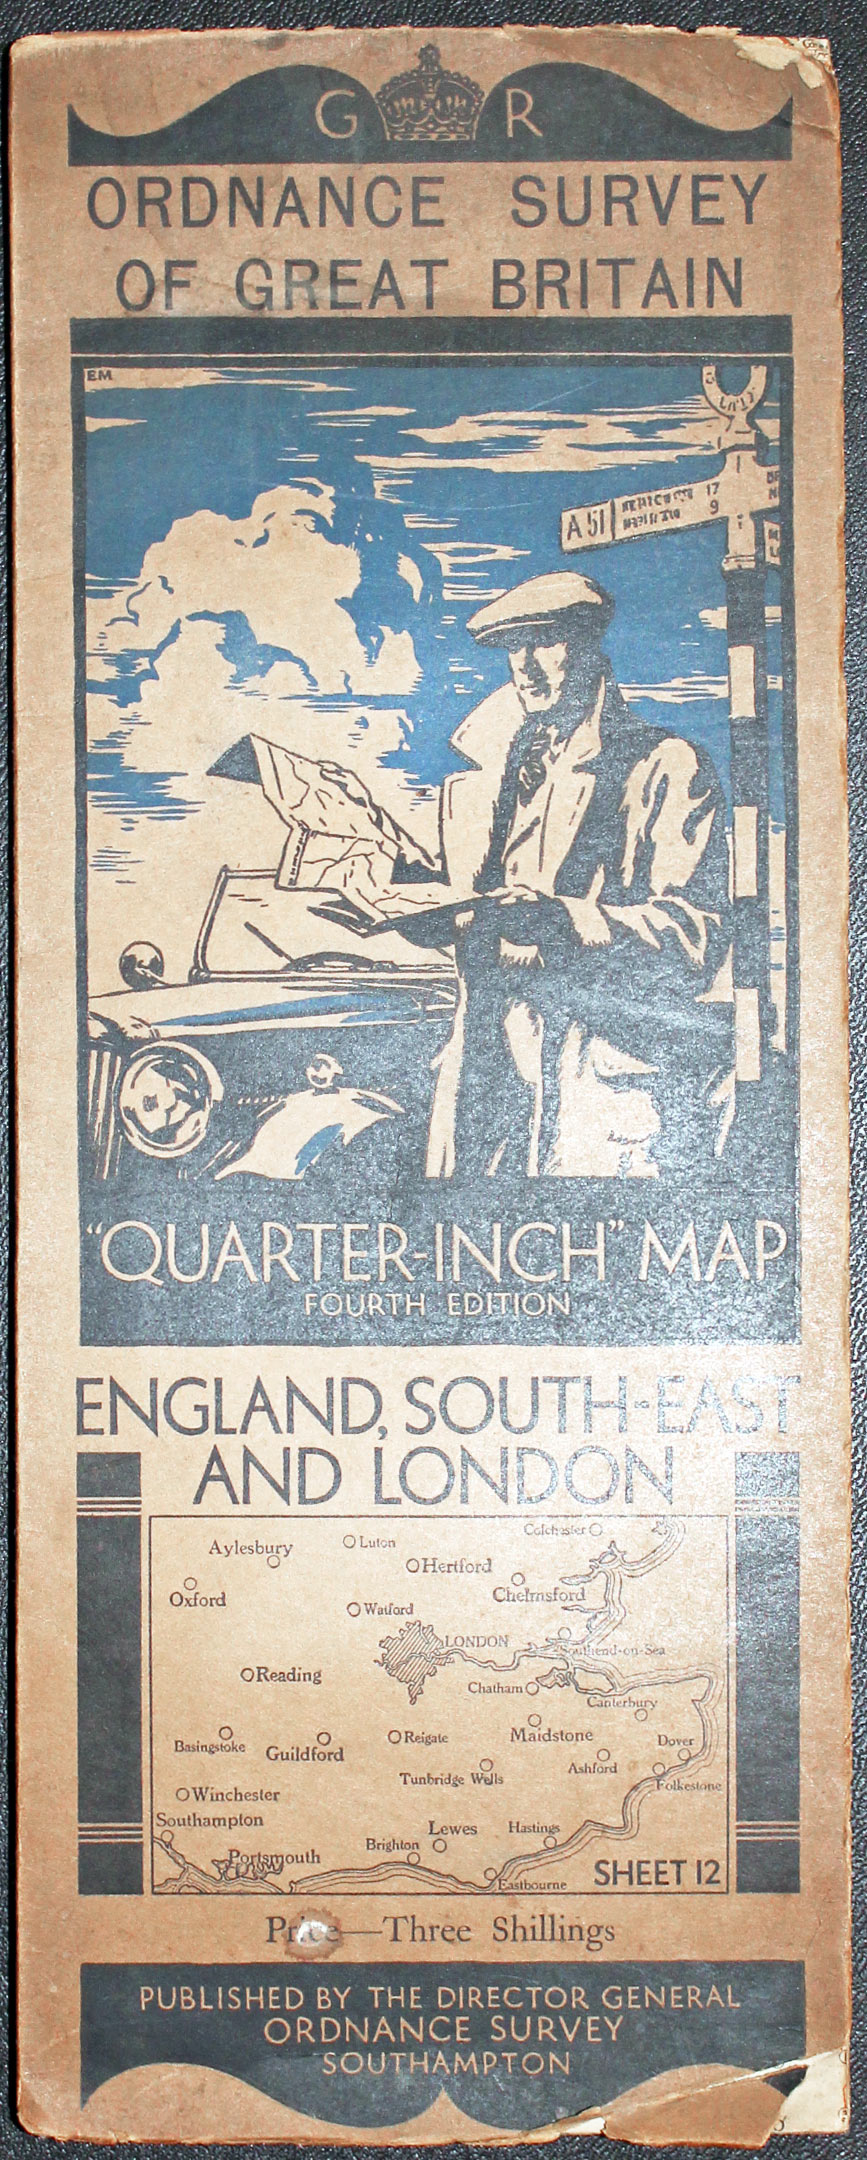 G R
ORDNANCE SURVEY
OF GREAT BRITAIN
EM
A 51
17
9
"QUARTER-INCH" MAP
FOURTH EDITION
ENGLAND, SOUTH-EAST
AND LONDON
Colchester
Luton
Aylesbury
Hertford
Chelmsford
Oxford
Watford
LONDON
Southend-on-Sea
Reading
Chatham
Canterbury
Maidstone
Reigate
Dover
Basingstoke
Guildford
Ashford
Tunbridge Wells
Folkestone
Winchester
Southampton
Lewes
Hastings
Brighton
Portsmouth
Eastbourne
SHEET 12
Price—Three Shillings
PUBLISHED BY THE DIRECTOR GENERAL
ORDNANCE SURVEY
SOUTHAMPTON